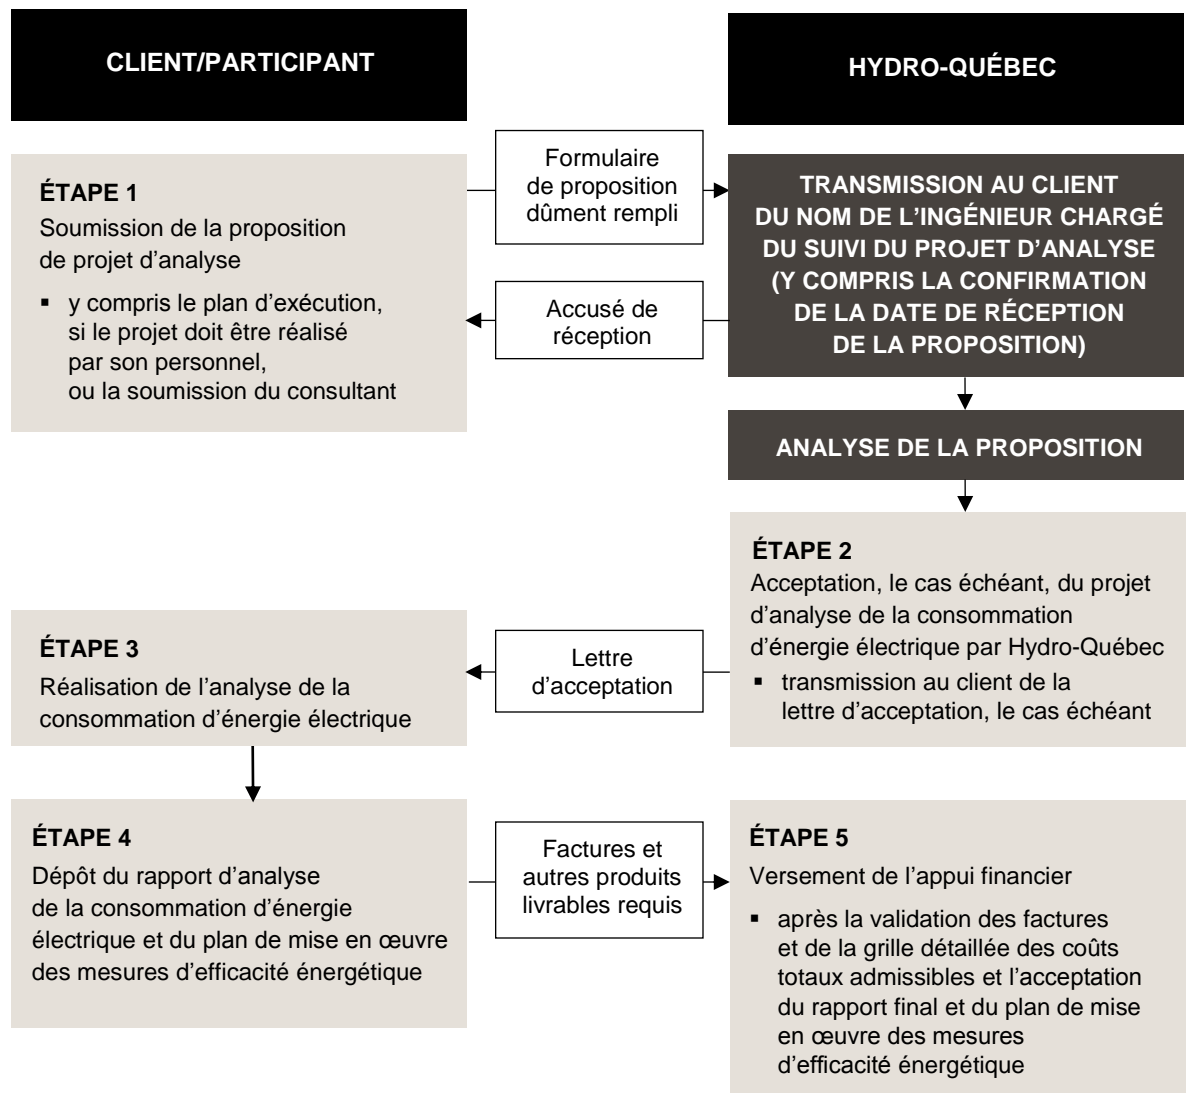 CLIENT/PARTICIPANT
HYDRO-QUÉBEC
ÉTAPE 1
Soumission de la proposition
de projet d’analyse
▪ y compris le plan d’exécution,
si le projet doit être réalisé
par son personnel,
ou la soumission du consultant
Formulaire
de proposition
dûment rempli
Accusé de
réception
TRANSMISSION AU CLIENT
DU NOM DE L’INGÉNIEUR CHARGÉ
DU SUIVI DU PROJET D’ANALYSE
(Y COMPRIS LA CONFIRMATION
DE LA DATE DE RÉCEPTION
DE LA PROPOSITION)
ANALYSE DE LA PROPOSITION
ÉTAPE 2
Acceptation, le cas échéant, du projet
d’analyse de la consommation
d’énergie électrique par Hydro-Québec
▪ transmission au client de la
lettre d’acceptation, le cas échéant
Lettre
d’acceptation
ÉTAPE 3
Réalisation de l’analyse de la
consommation d’énergie électrique
ÉTAPE 4
Dépôt du rapport d’analyse
de la consommation d’énergie
électrique et du plan de mise en œuvre
des mesures d’efficacité énergétique
Factures et
autres produits
livrables requis
ÉTAPE 5
Versement de l’appui financier
▪ après la validation des factures
et de la grille détaillée des coûts
totaux admissibles et l’acceptation
du rapport final et du plan de mise
en œuvre des mesures
d’efficacité énergétique